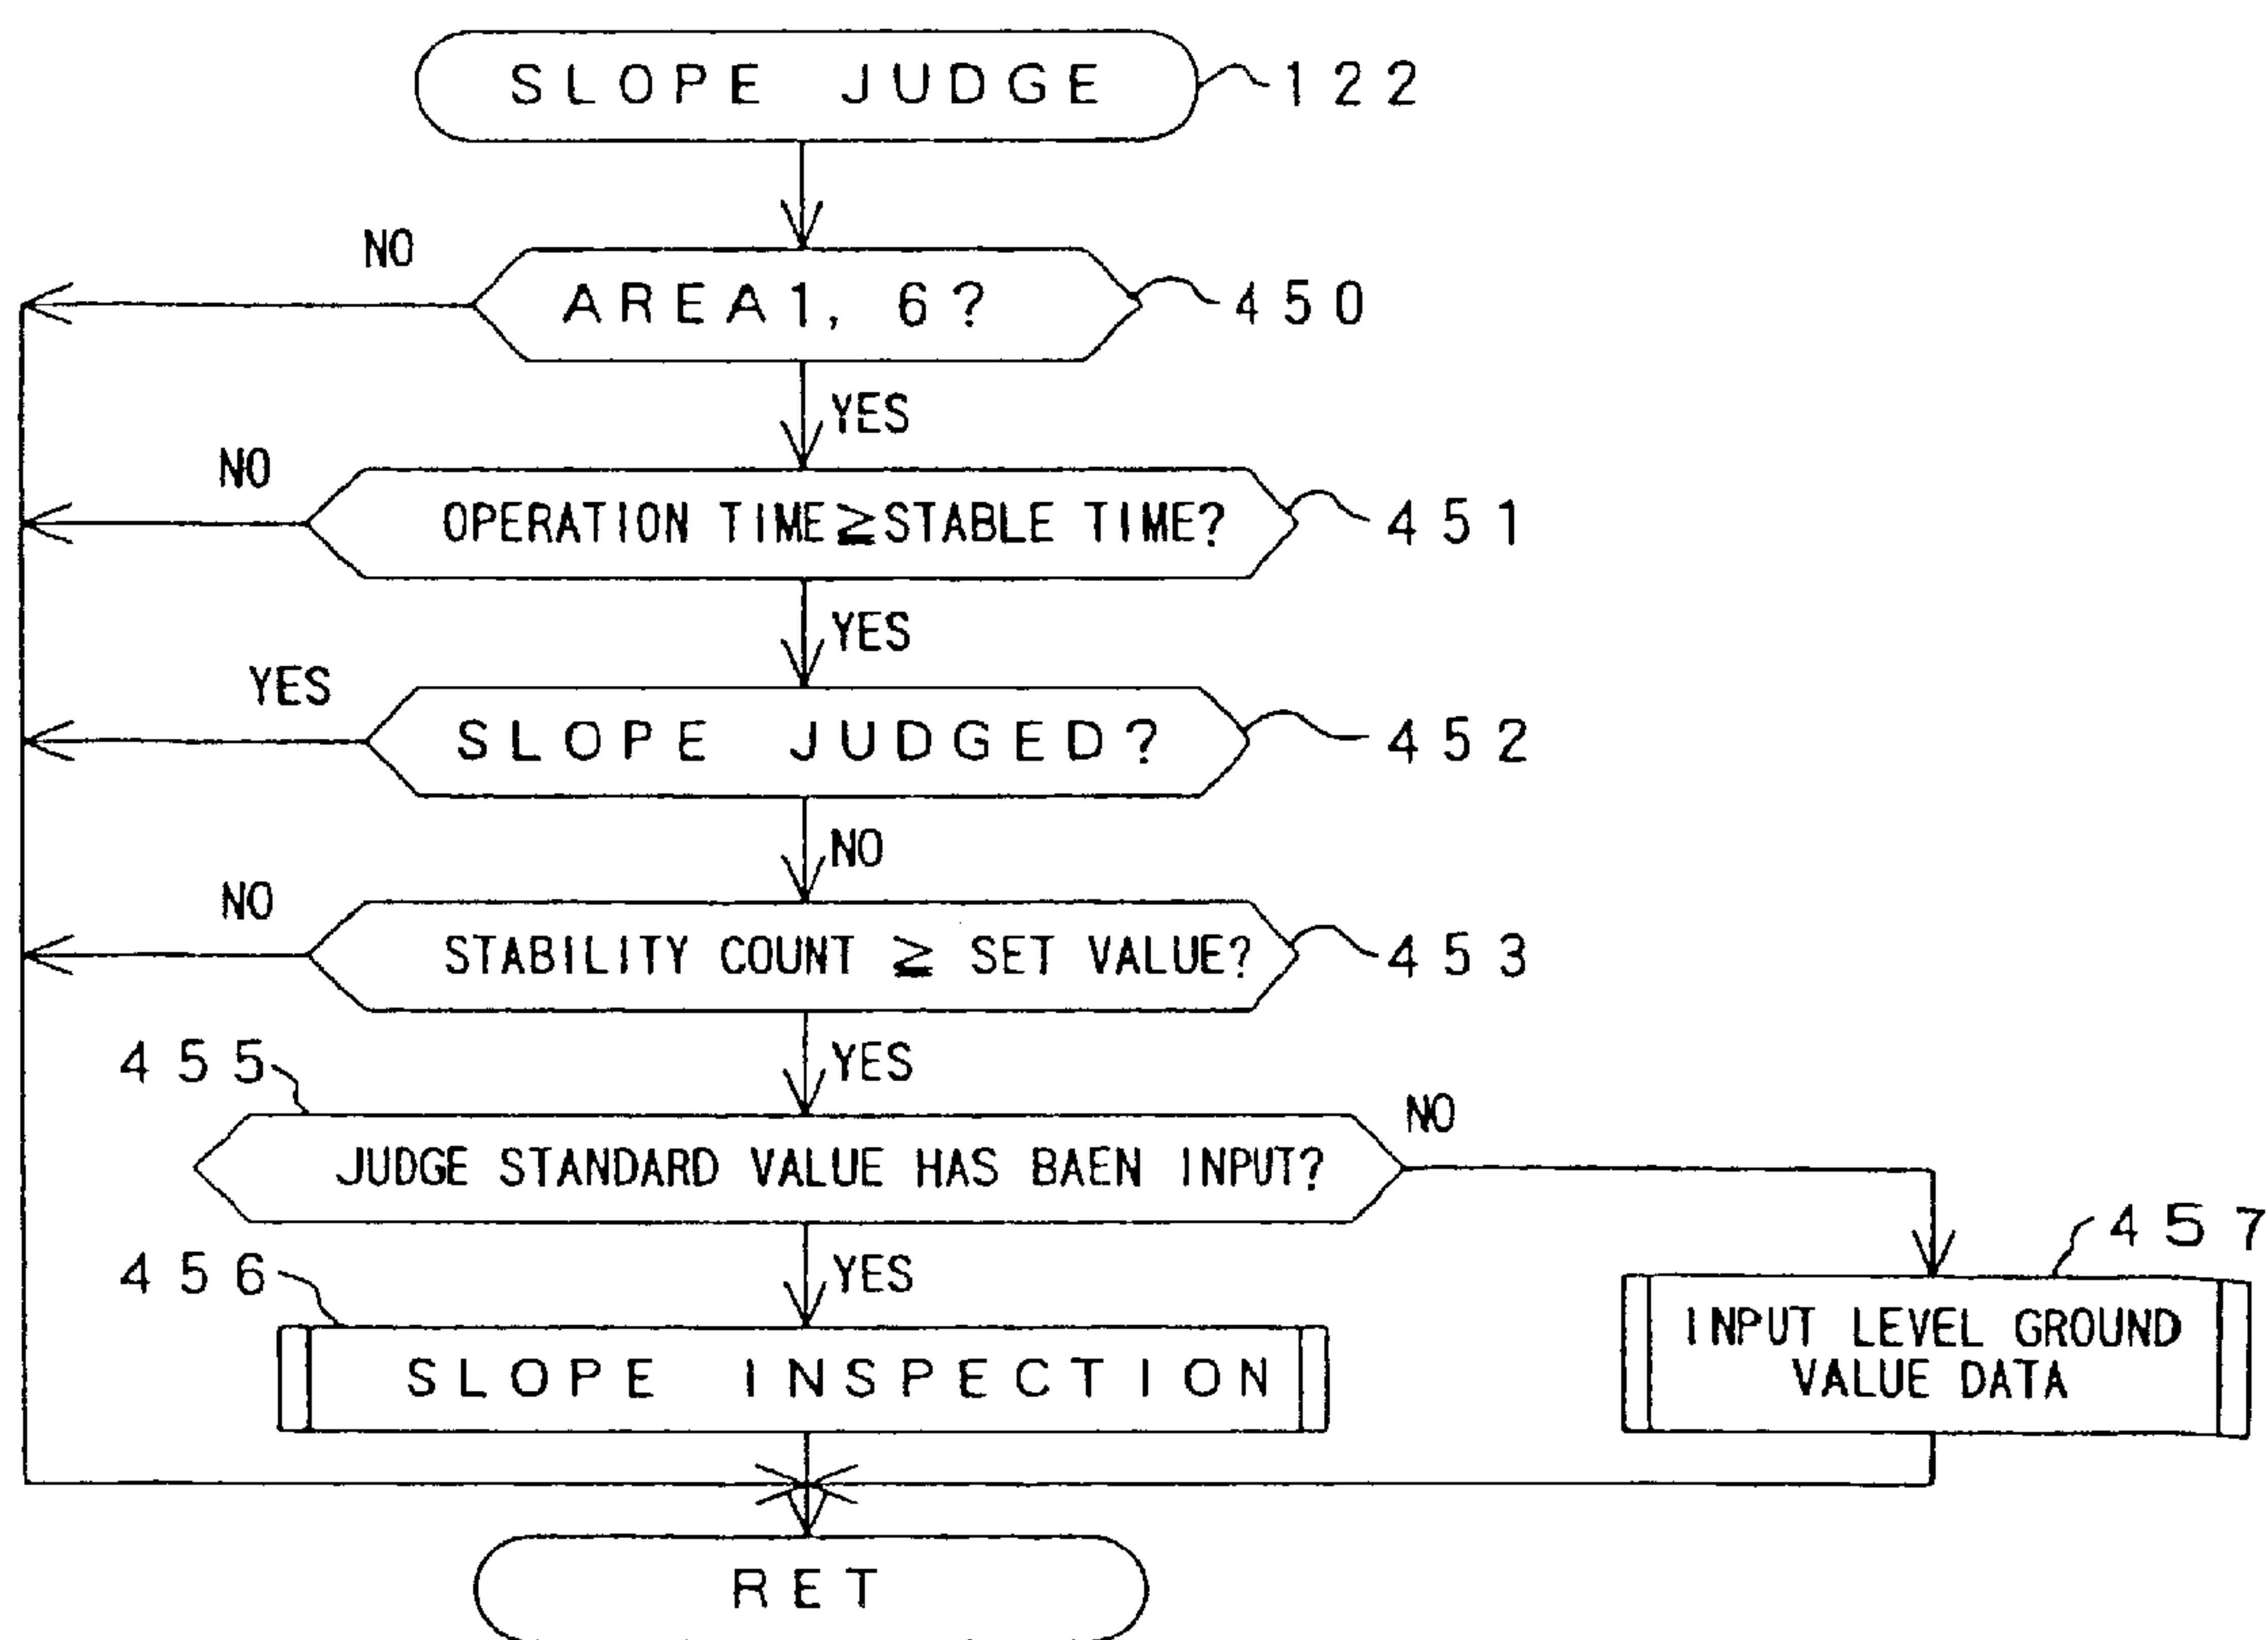 SLOPE JUDGE
122
NO
AREA1, 6?
450
YES
NO
OPERATION TIME≧STABLE TIME?
451
YES
YES
SLOPE JUDGED?
452
NO
NO
STABILITY COUNT ≧ SET VALUE?
453
455
YES
NO
JUDGE STANDARD VALUE HAS BAEN INPUT?
457
456
YES
INPUT LEVEL GROUND
VALUE DATA
SLOPE INSPECTION
RET